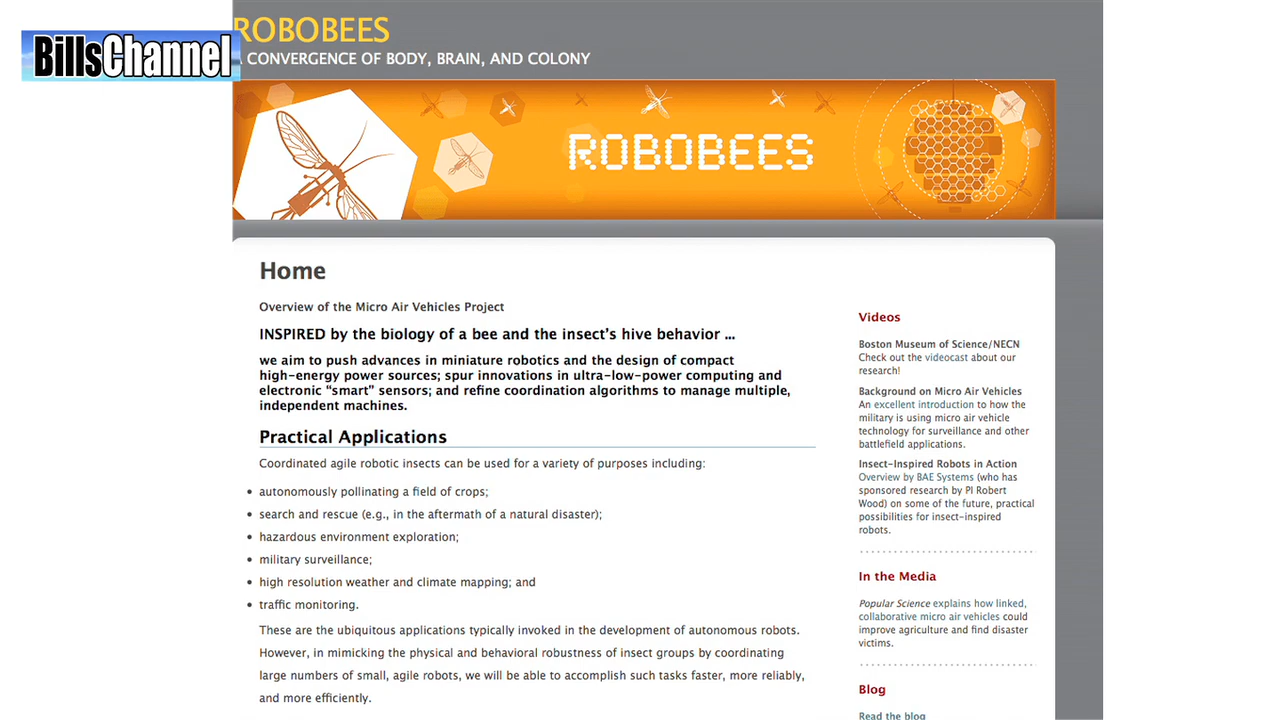 ROBOBEES
BillsChannel
CONVERGENCE OF BODY, BRAIN, AND COLONY
ROBOBEES
Home
Overview of the Micro Air Vehicles Project
INSPIRED by the biology of a bee and the insect's hive behavior ...
we aim to push advances in miniature robotics and the design of compact
high-energy power sources; spur innovations in ultra-low-power computing and
electronic “smart” sensors; and refine coordination algorithms to manage multiple,
independent machines.
Practical Applications
Coordinated agile robotic insects can be used for a variety of purposes including:
• autonomously pollinating a field of crops;
• search and rescue (e.g., in the aftermath of a natural disaster);
• hazardous environment exploration;
• military surveillance;
• high resolution weather and climate mapping; and
• traffic monitoring.
These are the ubiquitous applications typically invoked in the development of autonomous robots.
However, in mimicking the physical and behavioral robustness of insect groups by coordinating
large numbers of small, agile robots, we will be able to accomplish such tasks faster, more reliably,
and more efficiently.
Videos
Boston Museum of Science/NECN
Check out the videocast about our
research!
Background on Micro Air Vehicles
An excellent introduction to how the
military is using micro air vehicle
technology for surveillance and other
battlefield applications.
Insect-Inspired Robots in Action
Overview by BAE Systems (who has
sponsored research by PI Robert
Wood) on some of the future, practical
possibilities for insect-inspired
robots.
In the Media
Popular Science explains how linked,
collaborative micro air vehicles could
improve agriculture and find disaster
victims.
Blog
Read the blog